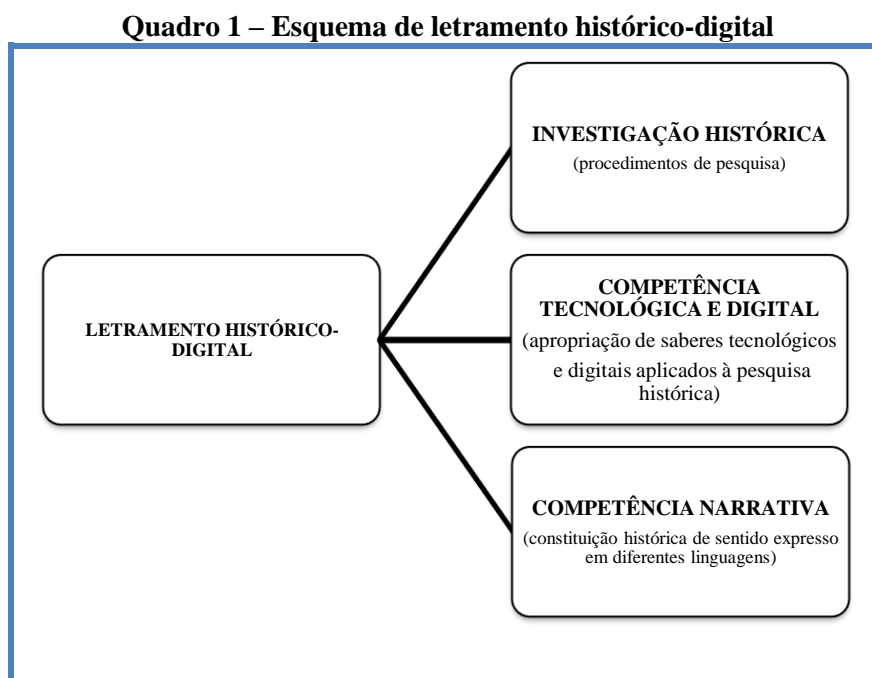 Quadro 1 – Esquema de letramento histórico-digital
INVESTIGAÇÃO HISTÓRICA
(procedimentos de pesquisa)
LETRAMENTO HISTÓRICO-
DIGITAL
COMPETÊNCIA
TECNOLÓGICA E DIGITAL
(apropriação de saberes tecnológicos
e digitais aplicados à pesquisa
histórica)
COMPETÊNCIA NARRATIVA
(constituição histórica de sentido expresso
em diferentes linguagens)